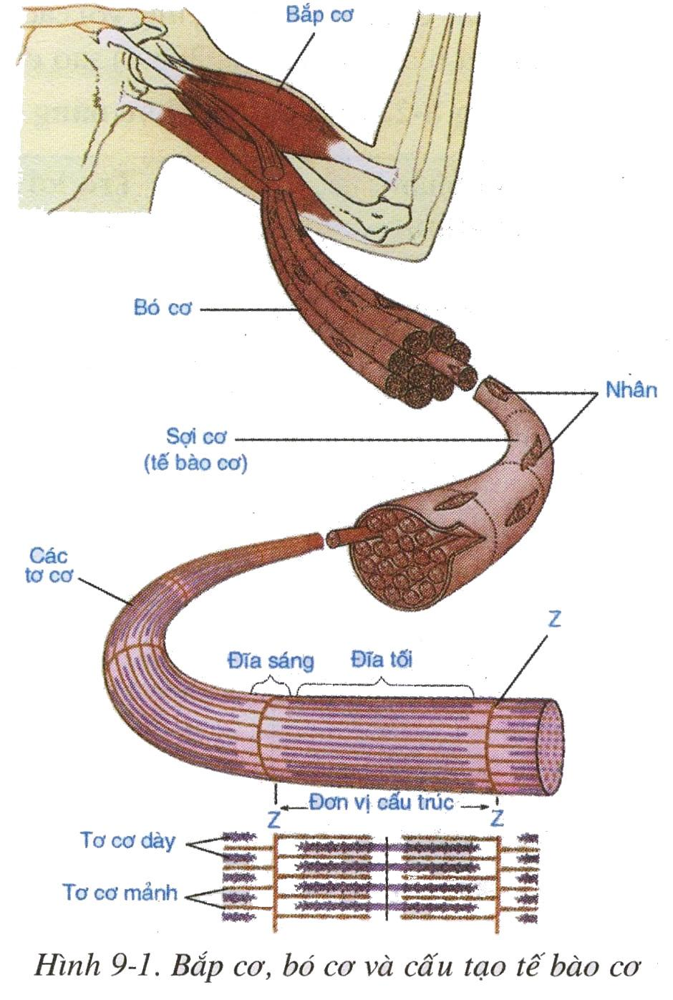 Bắp cơ
Bó cơ
Nhân
Sợi cơ
(tế bào cơ)
Các
tơ cơ
Z
Đĩa sáng
Đĩa tối
Đơn vị cấu trúc
Z
Z
Tơ cơ dày
Tơ cơ mảnh
Hình 9-1. Bắp cơ, bó cơ và cấu tạo tế bào cơ